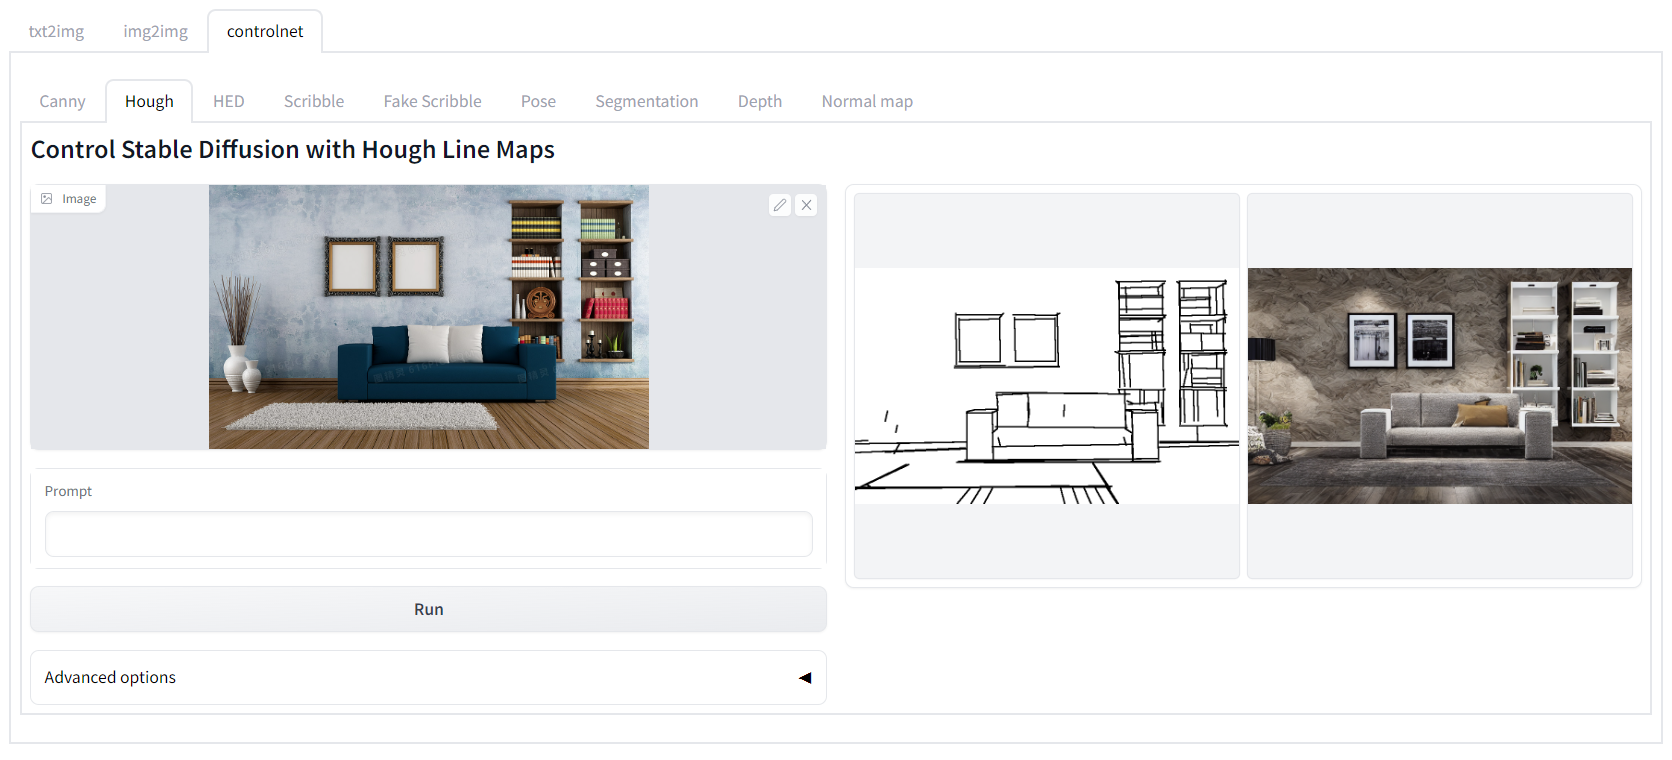 txt2img img2img controlnet
Canny Hough HED Scribble Fake Scribble Pose Segmentation Depth Normal map
Control Stable Diffusion with Hough Line Maps
Image
Prompt
Run
Advanced options